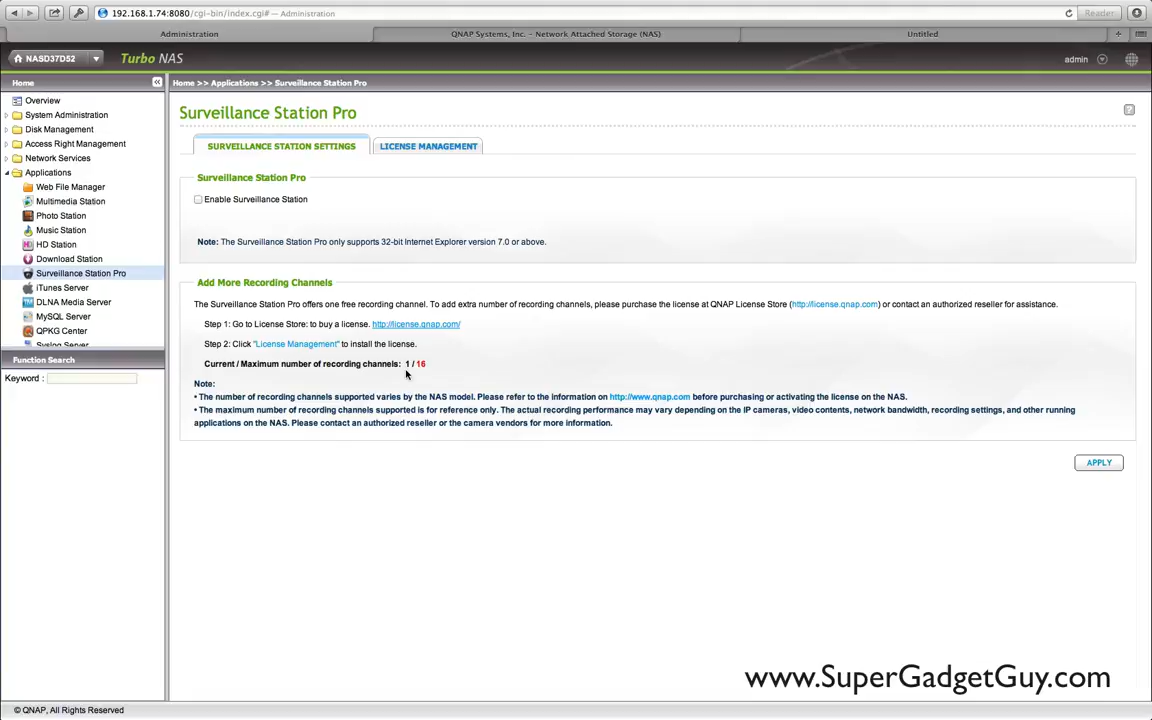 192.168.1.74:8080/cgi-bin/index.cgi# — Administration
Reader
Administration
QNAP Systems, Inc. - Network Attached Storage (NAS)
Untitled
NASD37D52
Turbo NAS
admin
Home
Home >> Applications >> Surveillance Station Pro
Overview
System Administration
Disk Management
Access Right Management
Network Services
Applications
Web File Manager
Multimedia Station
Photo Station
Music Station
HD Station
Download Station
Surveillance Station Pro
iTunes Server
DLNA Media Server
MySQL Server
QPKG Center
Syslog Server
Function Search
Keyword :
Surveillance Station Pro
SURVEILLANCE STATION SETTINGS
LICENSE MANAGEMENT
Surveillance Station Pro
Enable Surveillance Station
Note: The Surveillance Station Pro only supports 32-bit Internet Explorer version 7.0 or above.
Add More Recording Channels
The Surveillance Station Pro offers one free recording channel. To add extra number of recording channels, please purchase the license at QNAP License Store (http://license.qnap.com) or contact an authorized reseller for assistance.
Step 1: Go to License Store: to buy a license. http://license.qnap.com/
Step 2: Click "License Management" to install the license.
Current / Maximum number of recording channels: 1 / 16
Note:
• The number of recording channels supported varies by the NAS model. Please refer to the information on http://www.qnap.com before purchasing or activating the license on the NAS.
• The maximum number of recording channels supported is for reference only. The actual recording performance may vary depending on the IP cameras, video contents, network bandwidth, recording settings, and other running
applications on the NAS. Please contact an authorized reseller or the camera vendors for more information.
APPLY
www.SuperGadgetGuy.com
© QNAP, All Rights Reserved